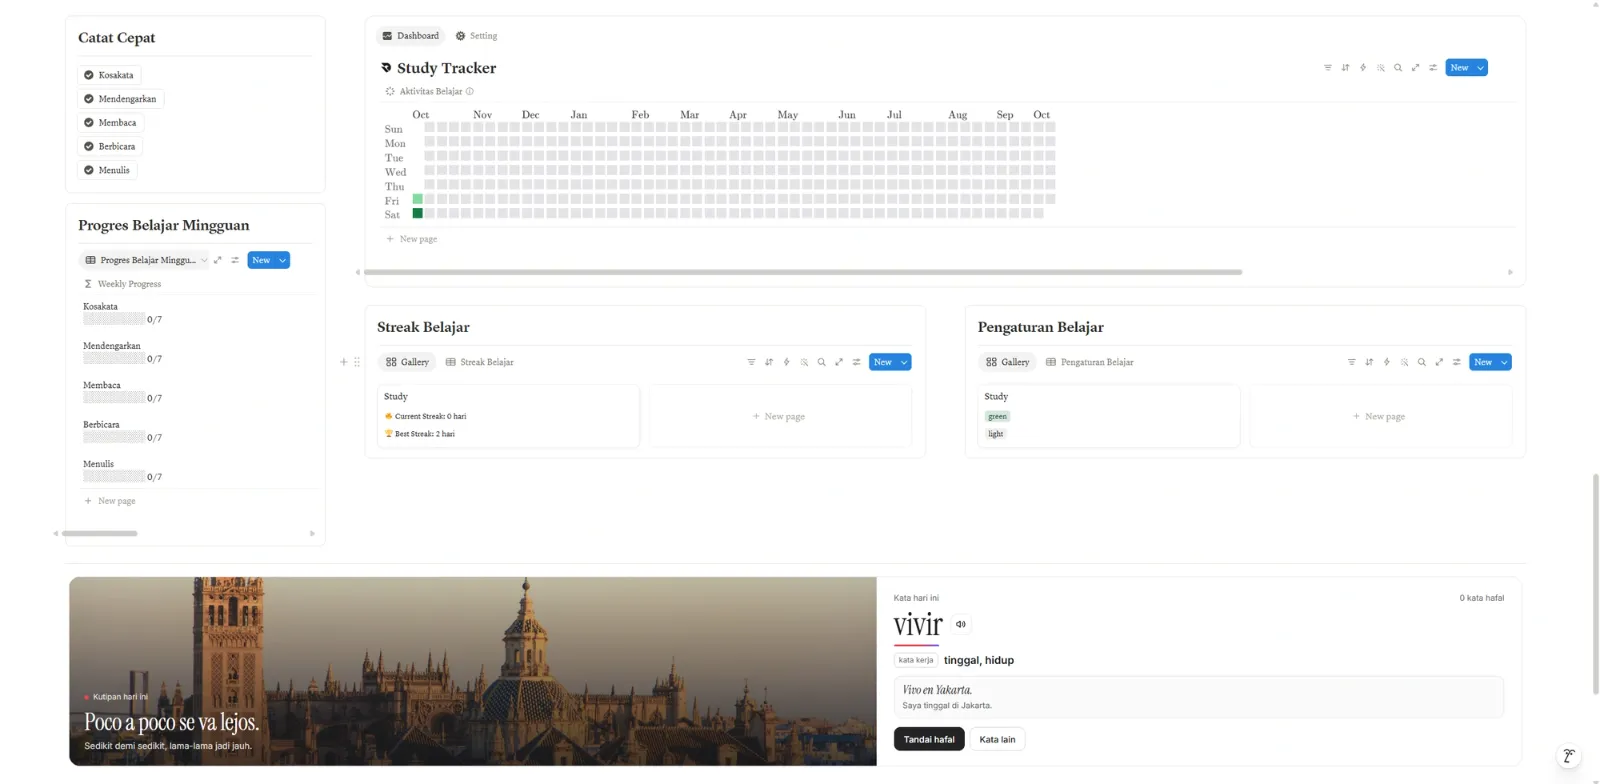 Catat Cepat
Kosakata
Mendengarkan
Membaca
Berbicara
Menulis
Progres Belajar Mingguan
Progres Belajar Minggu... New
Weekly Progress
Kosakata
0/7
Mendengarkan
0/7
Membaca
0/7
Berbicara
0/7
Menulis
0/7
+ New page
Dashboard Setting
Study Tracker New
Aktivitas Belajar
Oct Nov Dec Jan Feb Mar Apr May Jun Jul Aug Sep Oct
Sun
Mon
Tue
Wed
Thu
Fri
Sat
+ New page
Streak Belajar
Gallery Streak Belajar New
Study
Current Streak: 0 hari
Best Streak: 2 hari
+ New page
Pengaturan Belajar
Gallery Pengaturan Belajar New
Study
green
light
+ New page
Kutipan hari ini
Poco a poco se va lejos.
Sedikit demi sedikit, lama-lama jadi jauh.
Kata hari ini 0 kata hafal
vivir
kata kerja tinggal, hidup
Vivo en Yakarta.
Saya tinggal di Jakarta.
Tandai hafal Kata lain